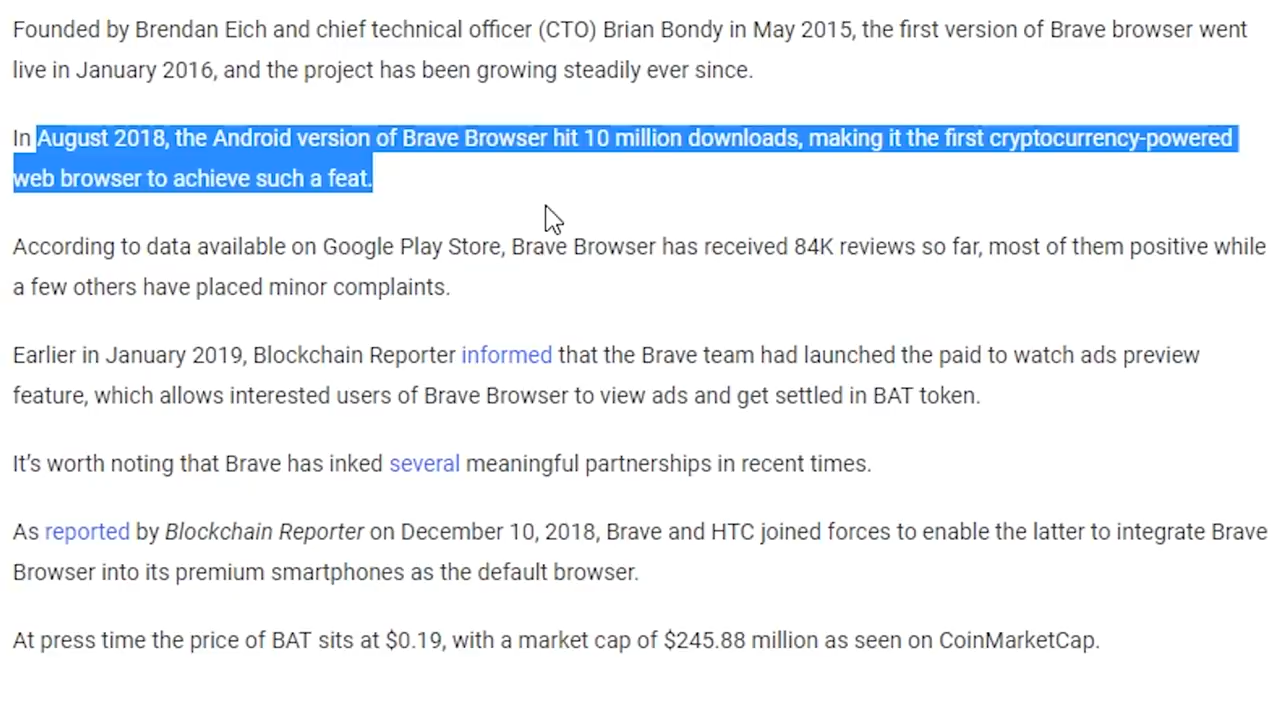 Founded by Brendan Eich and chief technical officer (CTO) Brian Bondy in May 2015, the first version of Brave browser went
live in January 2016, and the project has been growing steadily ever since.
In August 2018, the Android version of Brave Browser hit 10 million downloads, making it the first cryptocurrency-powered
web browser to achieve such a feat.
According to data available on Google Play Store, Brave Browser has received 84K reviews so far, most of them positive while
a few others have placed minor complaints.
Earlier in January 2019, Blockchain Reporter informed that the Brave team had launched the paid to watch ads preview
feature, which allows interested users of Brave Browser to view ads and get settled in BAT token.
It’s worth noting that Brave has inked several meaningful partnerships in recent times.
As reported by Blockchain Reporter on December 10, 2018, Brave and HTC joined forces to enable the latter to integrate Brave
Browser into its premium smartphones as the default browser.
At press time the price of BAT sits at $0.19, with a market cap of $245.88 million as seen on CoinMarketCap.